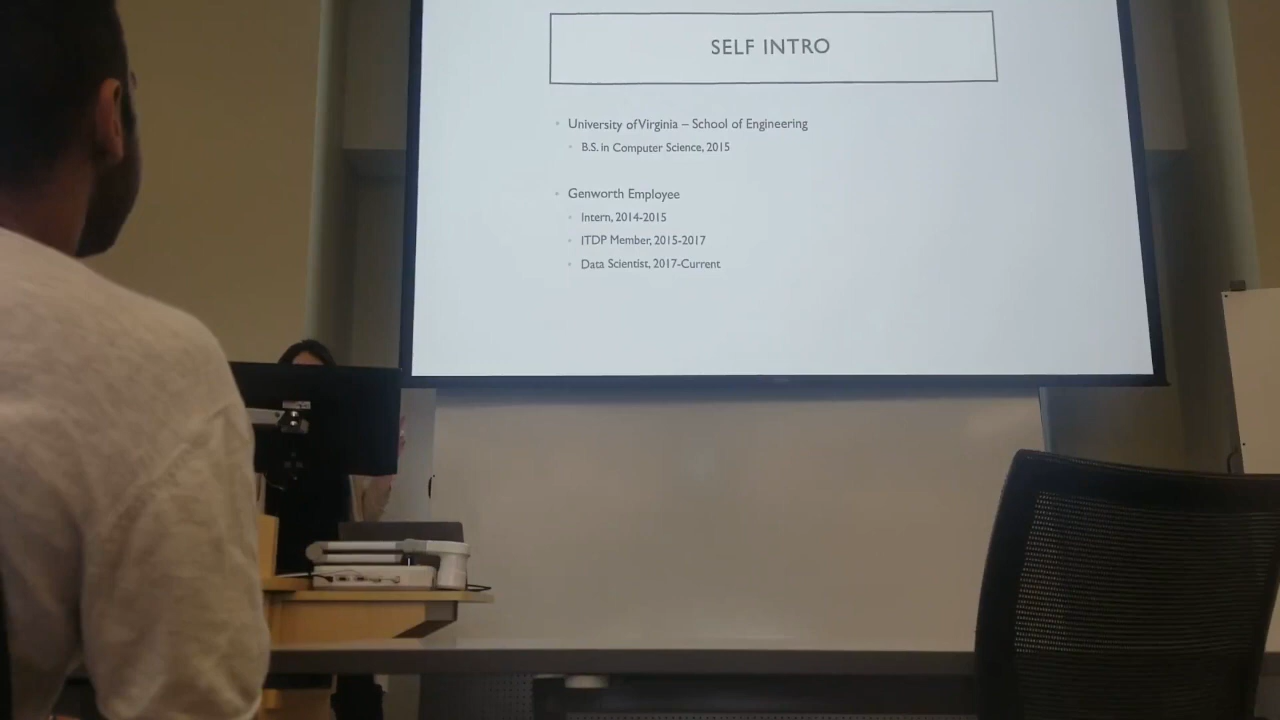 SELF INTRO
University of Virginia – School of Engineering
B.S. in Computer Science, 2015
Genworth Employee
Intern, 2014-2015
ITDP Member, 2015-2017
Data Scientist, 2017-Current